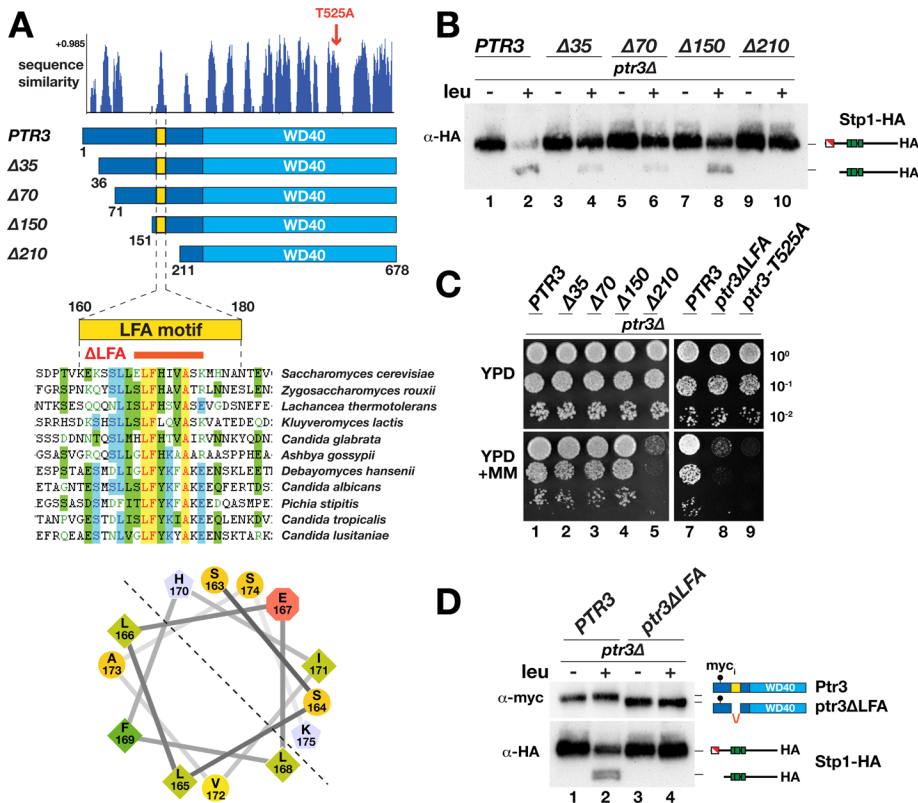 A
T525A
+0.985
sequence
similarity
PTR3
WD40
1
Δ35
WD40
36
Δ70
WD40
71
Δ150
WD40
151
Δ210
WD40
211
678
160
180
LFA motif
ΔLFA
SDPTVKEKSSLLELFHIVASKMHNANTEV
Saccharomyces cerevisiae
Zygosaccharomyces rouxii
Lachancea thermotolerans
Kluyveromyces lactis
Candida glabrata
Ashbya gossypii
Debayomyces hansenii
Candida albicans
Pichia stipitis
Candida tropicalis
Candida lusitaniae
H 170
S 163
S 174
E 167
L 166
I 171
A 173
S 164
F 169
K 175
L 165
V 172
L 168
B
PTR3 Δ35 Δ70 Δ150 Δ210
ptr3Δ
leu - + - + - + - + - +
α-HA
Stp1-HA
HA
HA
1 2 3 4 5 6 7 8 9 10
C
PTR3 Δ35 Δ70 Δ150 Δ210 PTR3 ptr3ΔLFA ptr3-T525A
ptr3Δ
YPD
10⁰
10⁻¹
10⁻²
YPD
+MM
1 2 3 4 5 7 8 9
D
PTR3 ptr3ΔLFA
ptr3Δ
leu - + - +
myc
α-myc
WD40 Ptr3
WD40 ptr3ΔLFA
α-HA
HA
Stp1-HA
HA
1 2 3 4